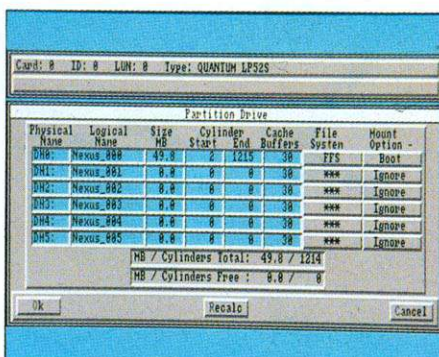 Card: 0 ID: 0 LUN: 0 Type: QUANTIUM LP52S
Partition Drive
Physical Name Logical Name Size MB Cylinder Start End Cache Buffers File System Mount Option -
DH0: Nexus_000 49.8 2 1215 30 FFS Boot
DH1: Nexus_001 0.0 0 0 30 *** Ignore
DH2: Nexus_002 0.0 0 0 30 *** Ignore
DH3: Nexus_003 0.0 0 0 30 *** Ignore
DH4: Nexus_004 0.0 0 0 30 *** Ignore
DH5: Nexus_005 0.0 0 0 30 *** Ignore
MB / Cylinders Total: 49.8 / 1214
MB / Cylinders Free : 0.0 / 0
Ok Recalc Cancel